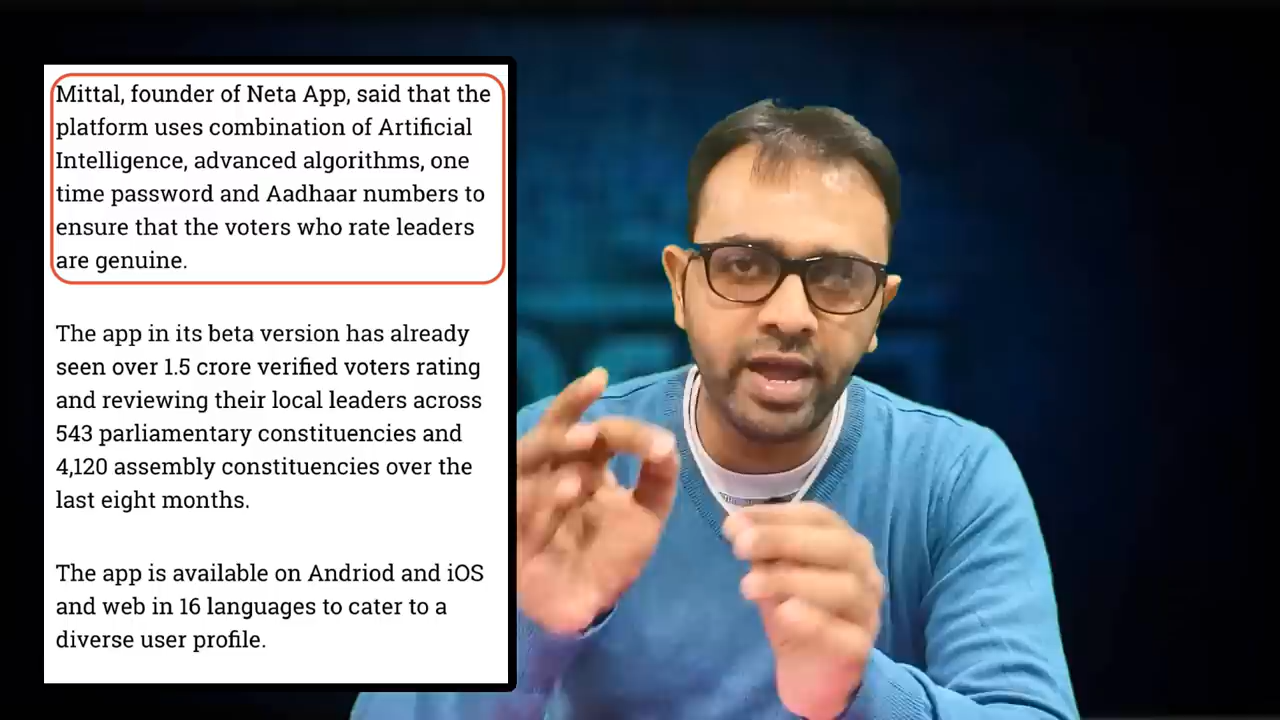 Mittal, founder of Neta App, said that the
platform uses combination of Artificial
Intelligence, advanced algorithms, one
time password and Aadhaar numbers to
ensure that the voters who rate leaders
are genuine.
The app in its beta version has already
seen over 1.5 crore verified voters rating
and reviewing their local leaders across
543 parliamentary constituencies and
4,120 assembly constituencies over the
last eight months.
The app is available on Andriod and iOS
and web in 16 languages to cater to a
diverse user profile.